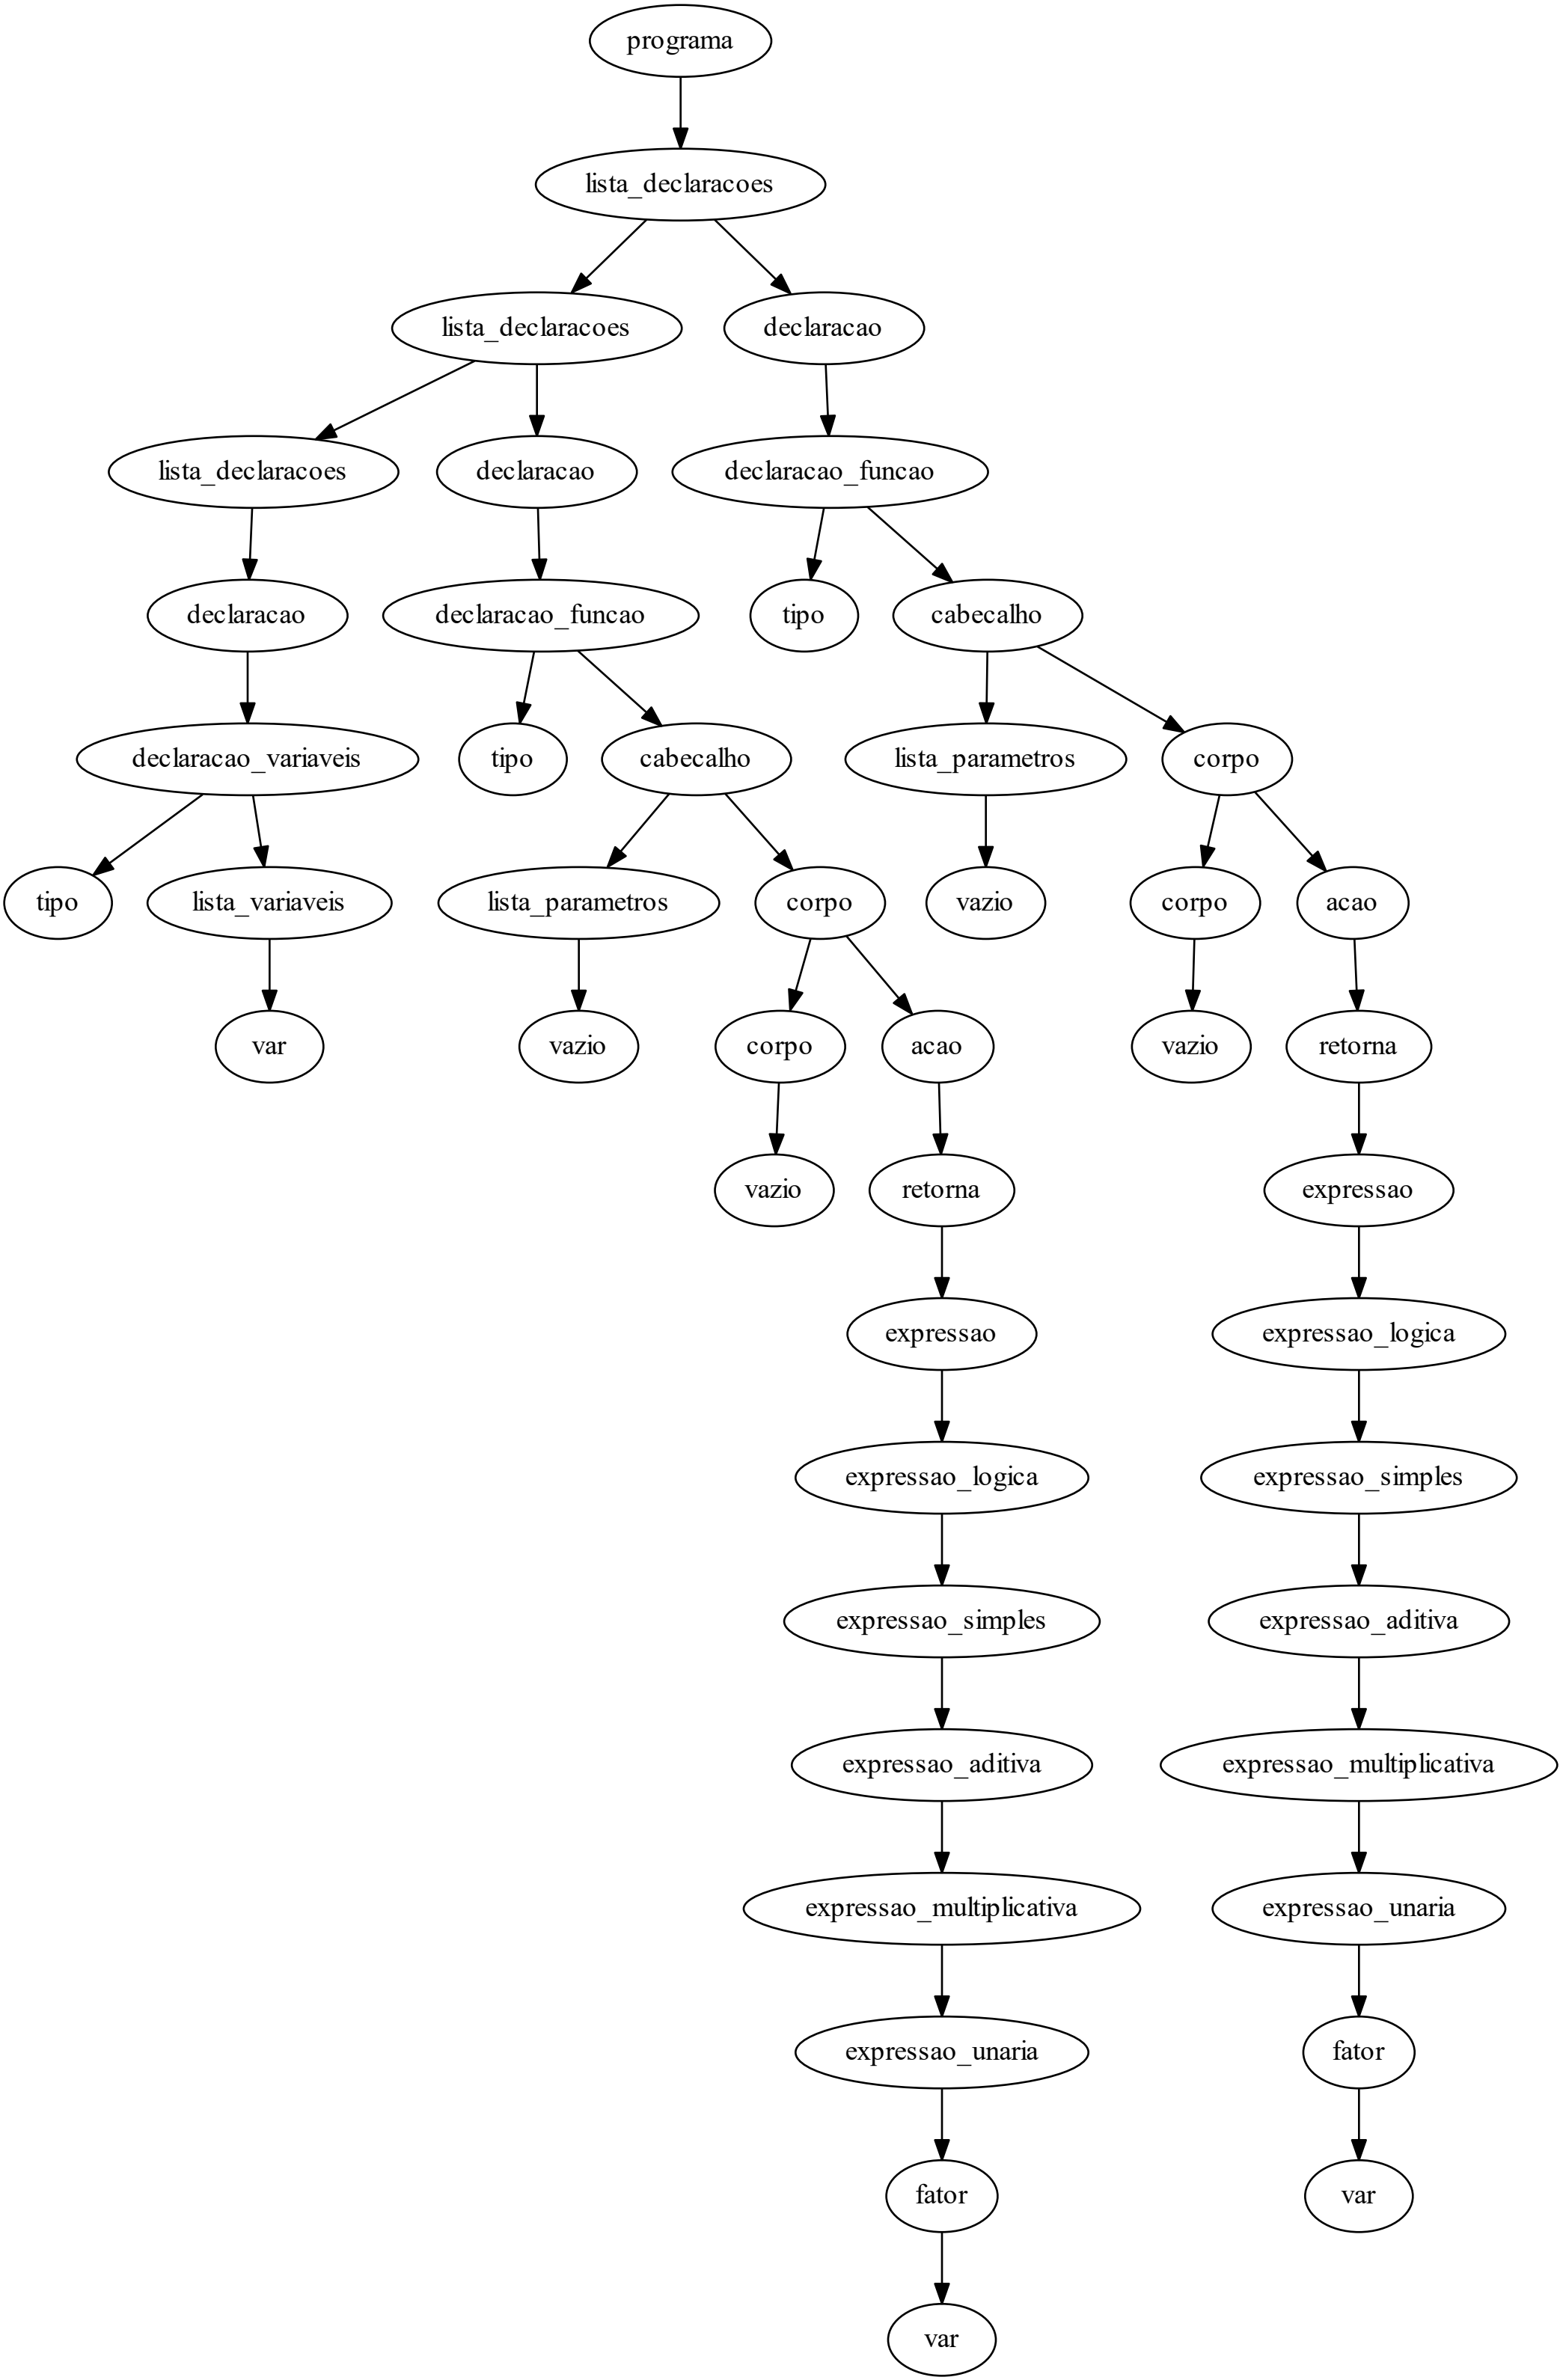 programa
lista_declaracoes
lista_declaracoes
declaracao
lista_declaracoes
declaracao
declaracao_funcao
declaracao
declaracao_funcao
tipo
cabecalho
declaracao_variaveis
tipo
cabecalho
lista_parametros
corpo
tipo
lista_variaveis
lista_parametros
corpo
vazio
corpo
acao
var
vazio
corpo
acao
vazio
retorna
vazio
retorna
expressao
expressao
expressao_logica
expressao_logica
expressao_simples
expressao_simples
expressao_aditiva
expressao_aditiva
expressao_multiplicativa
expressao_multiplicativa
expressao_unaria
expressao_unaria
fator
fator
var
var